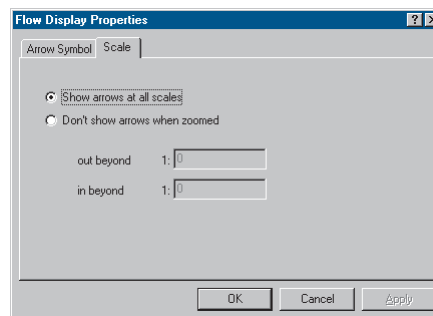 Flow Display Properties
Arrow Symbol Scale
Show arrows at all scales
Don't show arrows when zoomed
out beyond 1: 0
in beyond 1: 0
OK Cancel Apply